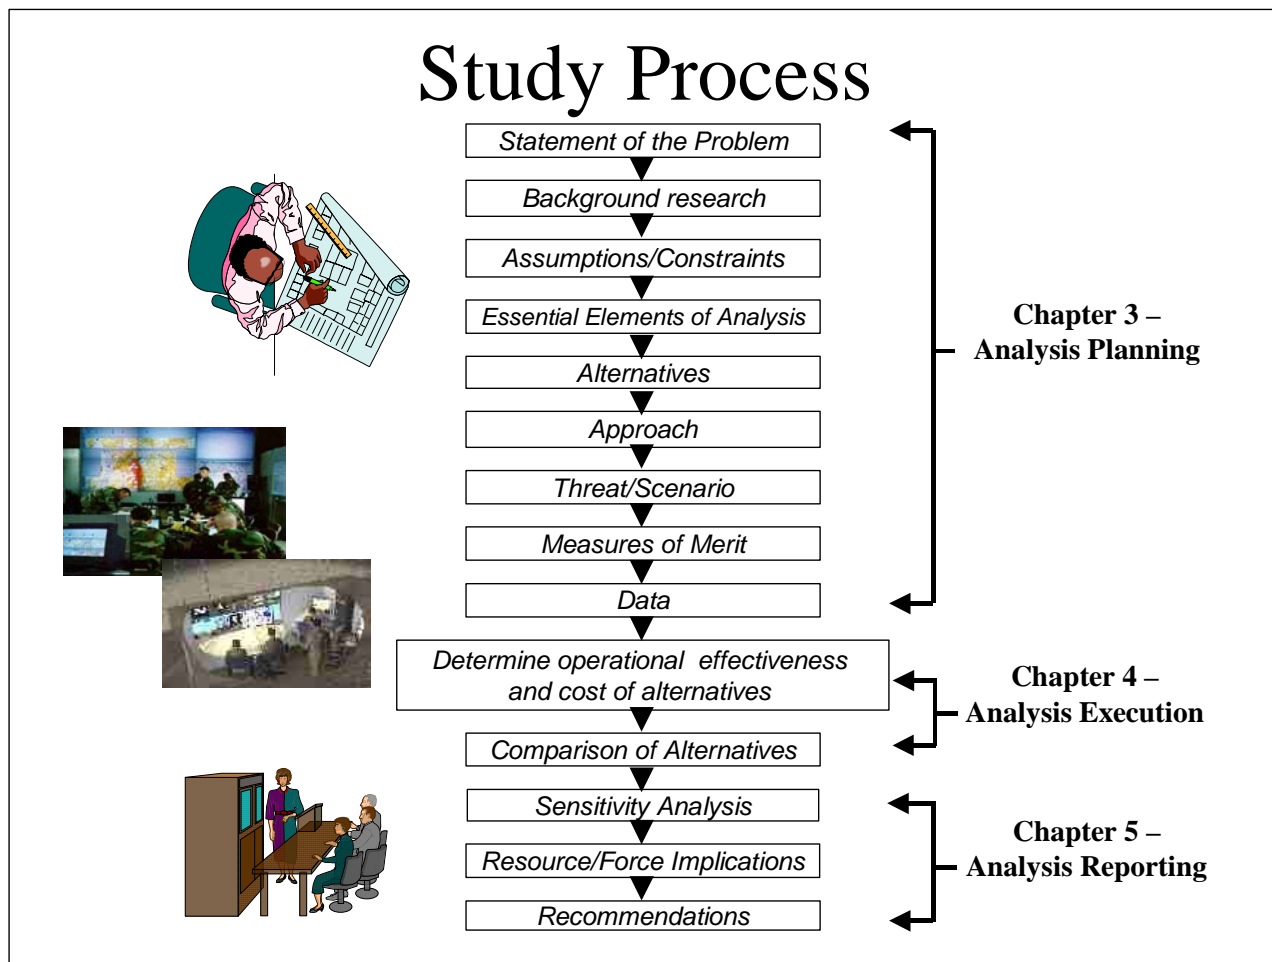 Study Process
Statement of the Problem
Background research
Assumptions/Constraints
Essential Elements of Analysis
Alternatives
Approach
Threat/Scenario
Measures of Merit
Data
Determine operational effectiveness
and cost of alternatives
Comparison of Alternatives
Sensitivity Analysis
Resource/Force Implications
Recommendations
Chapter 3 –
Analysis Planning
Chapter 4 –
Analysis Execution
Chapter 5 –
Analysis Reporting